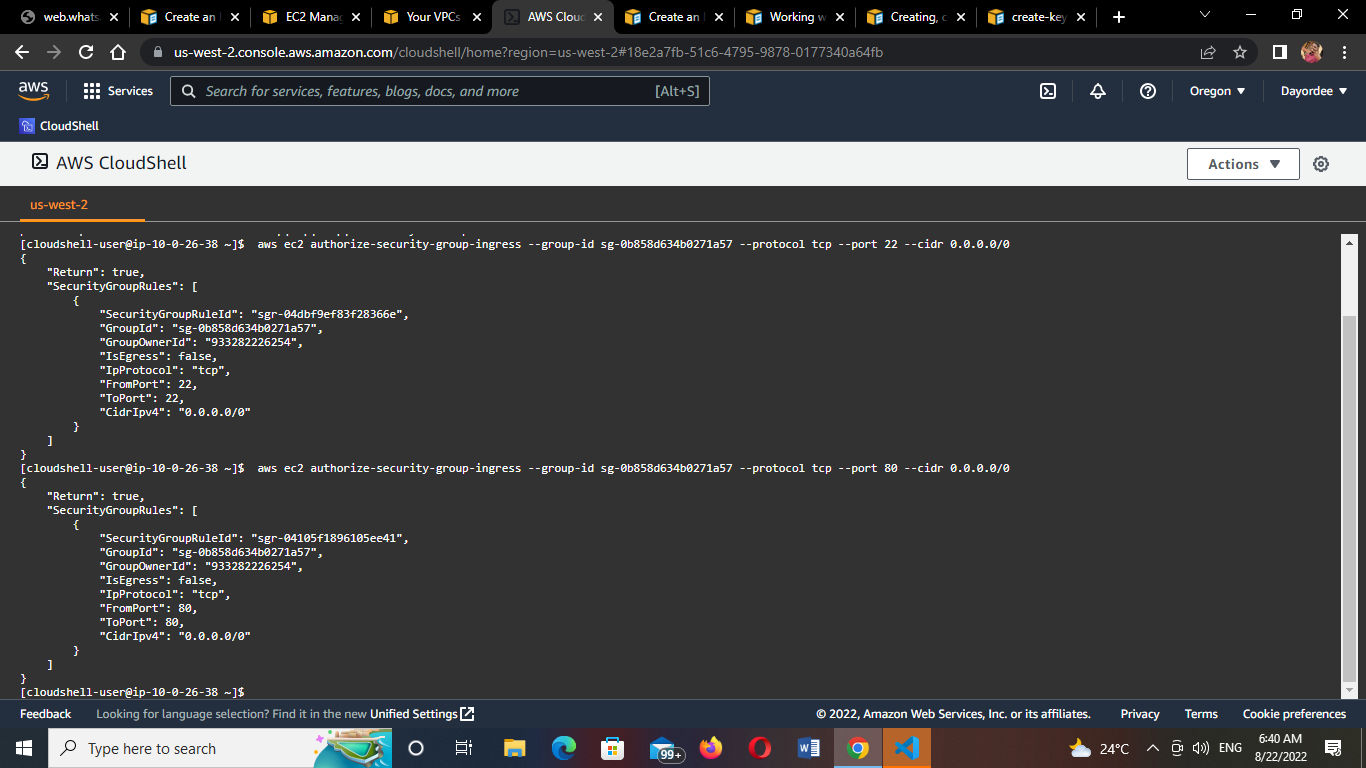 web.whats
Create an
EC2 Mana
Your VPCs
AWS Clou
Create an
Working w
Creating, c
create-key
us-west-2.console.aws.amazon.com/cloudshell/home?region=us-west-2#18e2a7fb-51c6-4795-9878-0177340a64fb
aws
Services
Search for services, features, blogs, docs, and more
[Alt+S]
Oregon
Dayordee
CloudShell
AWS CloudShell
Actions
us-west-2
[cloudshell-user@ip-10-0-26-38 ~]$  aws ec2 authorize-security-group-ingress --group-id sg-0b858d634b0271a57 --protocol tcp --port 22 --cidr 0.0.0.0/0
{
    "Return": true,
    "SecurityGroupRules": [
        {
            "SecurityGroupRuleId": "sgr-04dbf9ef83f28366e",
            "GroupId": "sg-0b858d634b0271a57",
            "GroupOwnerId": "933282226254",
            "IsEgress": false,
            "IpProtocol": "tcp",
            "FromPort": 22,
            "ToPort": 22,
            "CidrIpv4": "0.0.0.0/0"
        }
    ]
}
[cloudshell-user@ip-10-0-26-38 ~]$  aws ec2 authorize-security-group-ingress --group-id sg-0b858d634b0271a57 --protocol tcp --port 80 --cidr 0.0.0.0/0
{
    "Return": true,
    "SecurityGroupRules": [
        {
            "SecurityGroupRuleId": "sgr-04105f1896105ee41",
            "GroupId": "sg-0b858d634b0271a57",
            "GroupOwnerId": "933282226254",
            "IsEgress": false,
            "IpProtocol": "tcp",
            "FromPort": 80,
            "ToPort": 80,
            "CidrIpv4": "0.0.0.0/0"
        }
    ]
}
[cloudshell-user@ip-10-0-26-38 ~]$
Feedback
Looking for language selection? Find it in the new Unified Settings
© 2022, Amazon Web Services, Inc. or its affiliates.
Privacy
Terms
Cookie preferences
Type here to search
99+
24°C
ENG
6:40 AM
8/22/2022